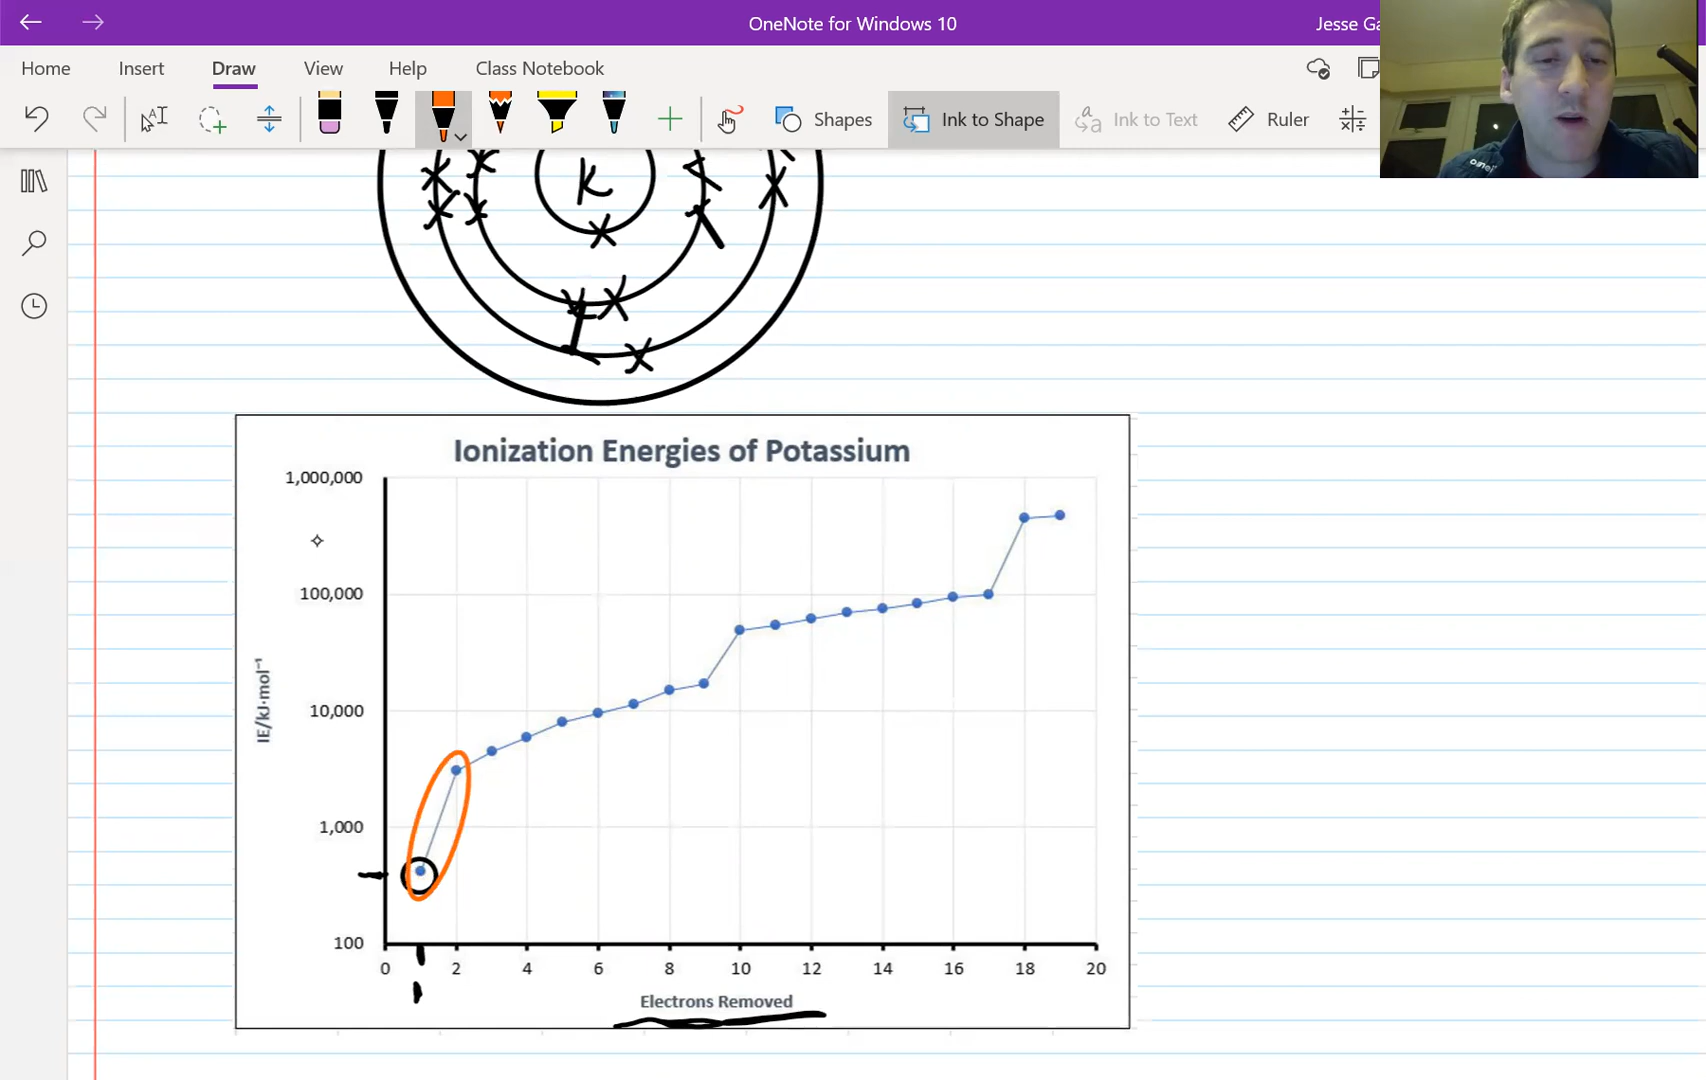 OneNote for Windows 10
Jesse Ga
Home Insert Draw View Help Class Notebook
Shapes Ink to Shape Ink to Text Ruler
K
Ionization Energies of Potassium
1,000,000
100,000
10,000
1,000
100
IE/kJ·mol⁻¹
0 2 4 6 8 10 12 14 16 18 20
1
Electrons Removed